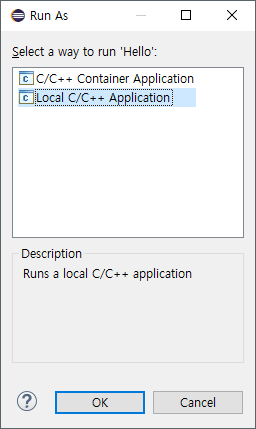 Run As
Select a way to run 'Hello':
C/C++ Container Application
Local C/C++ Application
Description
Runs a local C/C++ application
?
OK
Cancel